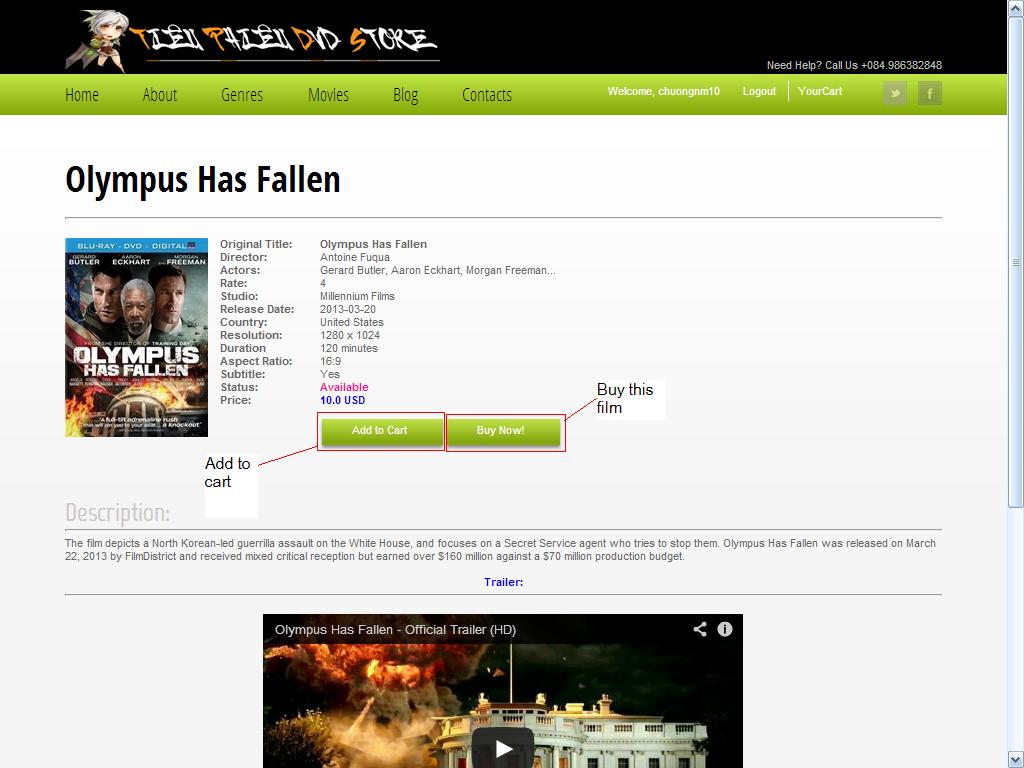 Tiên Phiên Dvd Store
Need Help? Call Us +084.986382848
Home About Genres Movies Blog Contacts
Welcome, chuongnm10 Logout YourCart
Olympus Has Fallen
BLU-RAY + DVD + DIGITAL
GERARD BUTLER AARON ECKHART MORGAN FREEMAN
FROM THE DIRECTOR OF TRAINING DAY
OLYMPUS
HAS FALLEN
"A full-tilt adrenaline rush
that will pin you to your seat... a knockout."
Original Title: Olympus Has Fallen
Director: Antoine Fuqua
Actors: Gerard Butler, Aaron Eckhart, Morgan Freeman...
Rate: 4
Studio: Millennium Films
Release Date: 2013-03-20
Country: United States
Resolution: 1280 x 1024
Duration 120 minutes
Aspect Ratio: 16:9
Subtitle: Yes
Status: Available
Price: 10.0 USD
Buy this
film
Add to Cart Buy Now!
Add to
cart
Description:
The film depicts a North Korean-led guerrilla assault on the White House, and focuses on a Secret Service agent who tries to stop them. Olympus Has Fallen was released on March
22, 2013 by FilmDistrict and received mixed critical reception but earned over $160 million against a $70 million production budget.
Trailer:
Olympus Has Fallen - Official Trailer (HD)